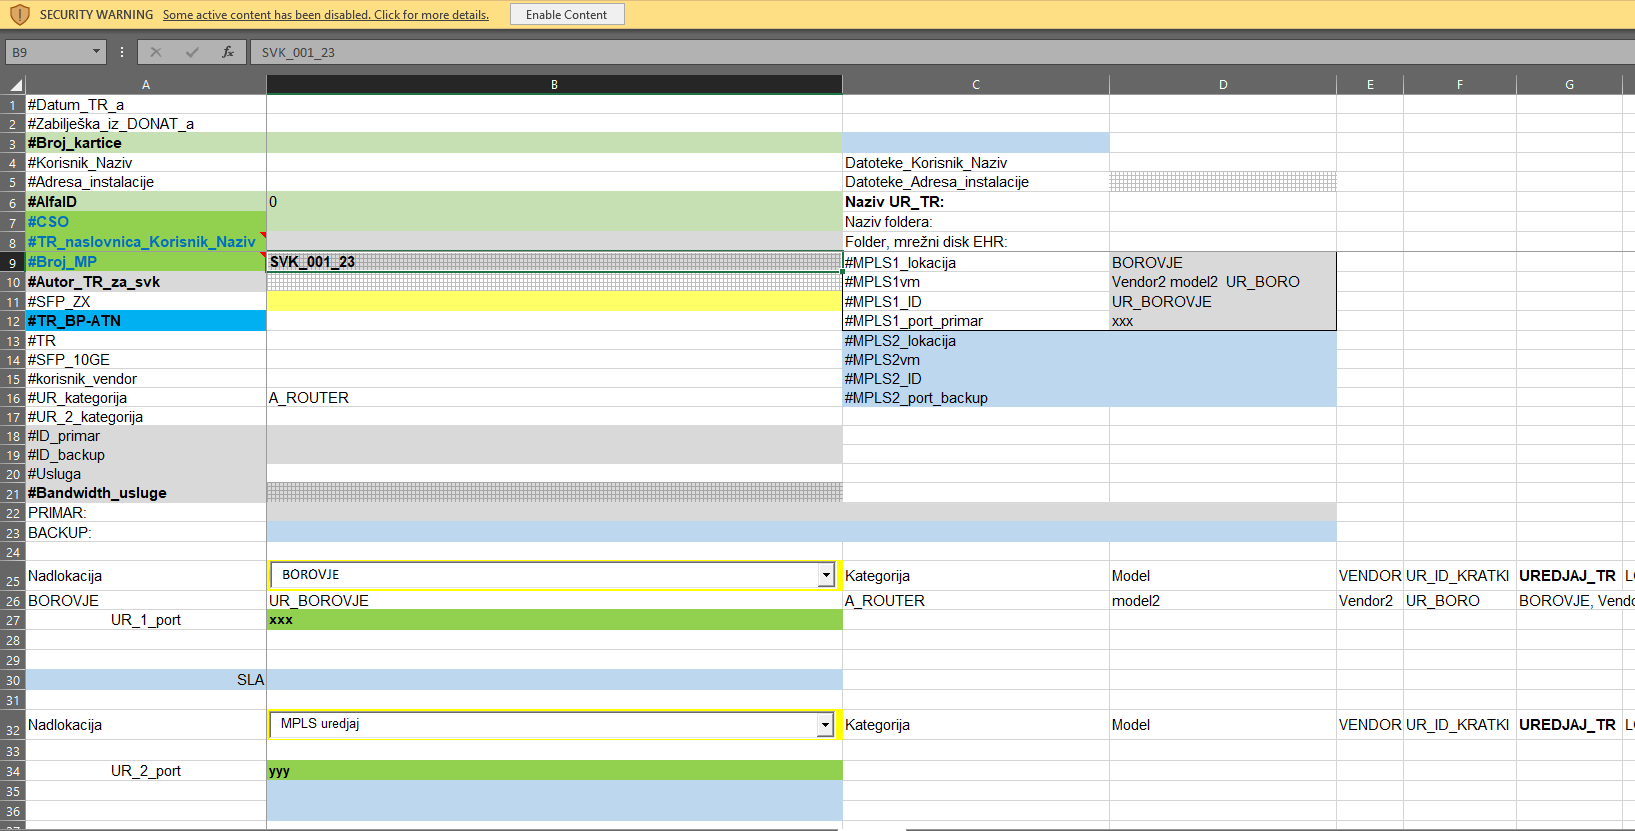 SECURITY WARNING Some active content has been disabled. Click for more details. Enable Content
B9 fx SVK_001_23
A B C D E F G
1 #Datum_TR_a
2 #Zabilješka_iz_DONAT_a
3 #Broj_kartice
4 #Korisnik_Naziv Datoteke_Korisnik_Naziv
5 #Adresa_instalacije Datoteke_Adresa_instalacije
6 #AlfaID 0 Naziv UR_TR:
7 #CSO Naziv foldera:
8 #TR_naslovnica_Korisnik_Naziv Folder, mrežni disk EHR:
9 #Broj_MP SVK_001_23 #MPLS1_lokacija BOROVJE
10 #Autor_TR_za_svk #MPLS1vm Vendor2 model2 UR_BORO
11 #SFP_ZX #MPLS1_ID UR_BOROVJE
12 #TR_BP-ATN #MPLS1_port_primar xxx
13 #TR #MPLS2_lokacija
14 #SFP_10GE #MPLS2vm
15 #korisnik_vendor #MPLS2_ID
16 #UR_kategorija A_ROUTER #MPLS2_port_backup
17 #UR_2_kategorija
18 #ID_primar
19 #ID_backup
20 #Usluga
21 #Bandwidth_usluge
22 PRIMAR:
23 BACKUP:
24
25 Nadlokacija BOROVJE Kategorija Model VENDOR UR_ID_KRATKI UREDJAJ_TR
26 BOROVJE UR_BOROVJE A_ROUTER model2 Vendor2 UR_BORO BOROVJE, Vend
27 UR_1_port xxx
28
29
30 SLA
31
32 Nadlokacija MPLS uredjaj Kategorija Model VENDOR UR_ID_KRATKI UREDJAJ_TR
33
34 UR_2_port yyy
35
36